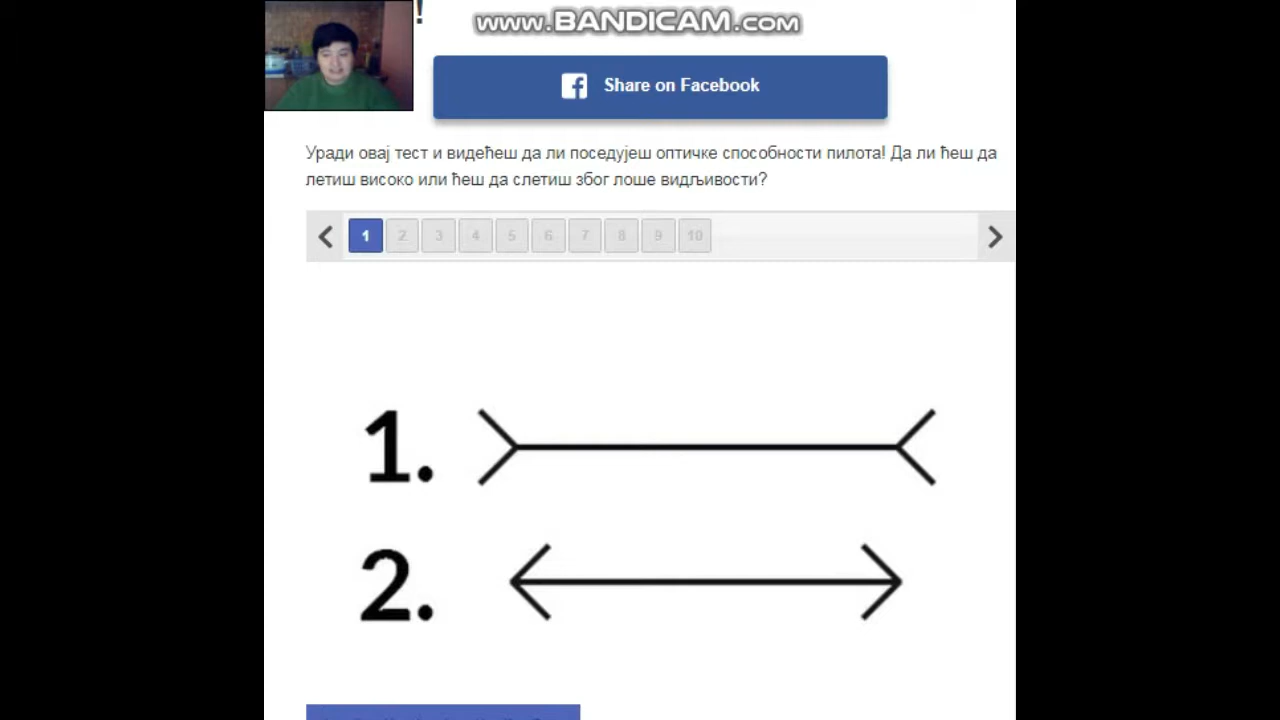 !
www.BANDICAM.com
Share on Facebook
Уради овај тест и видећеш да ли поседујеш оптичке способности пилота! Да ли ћеш да
летиш високо или ћеш да слетиш због лоше видљивости?
1 2 3 4 5 6 7 8 9 10
1.
2.